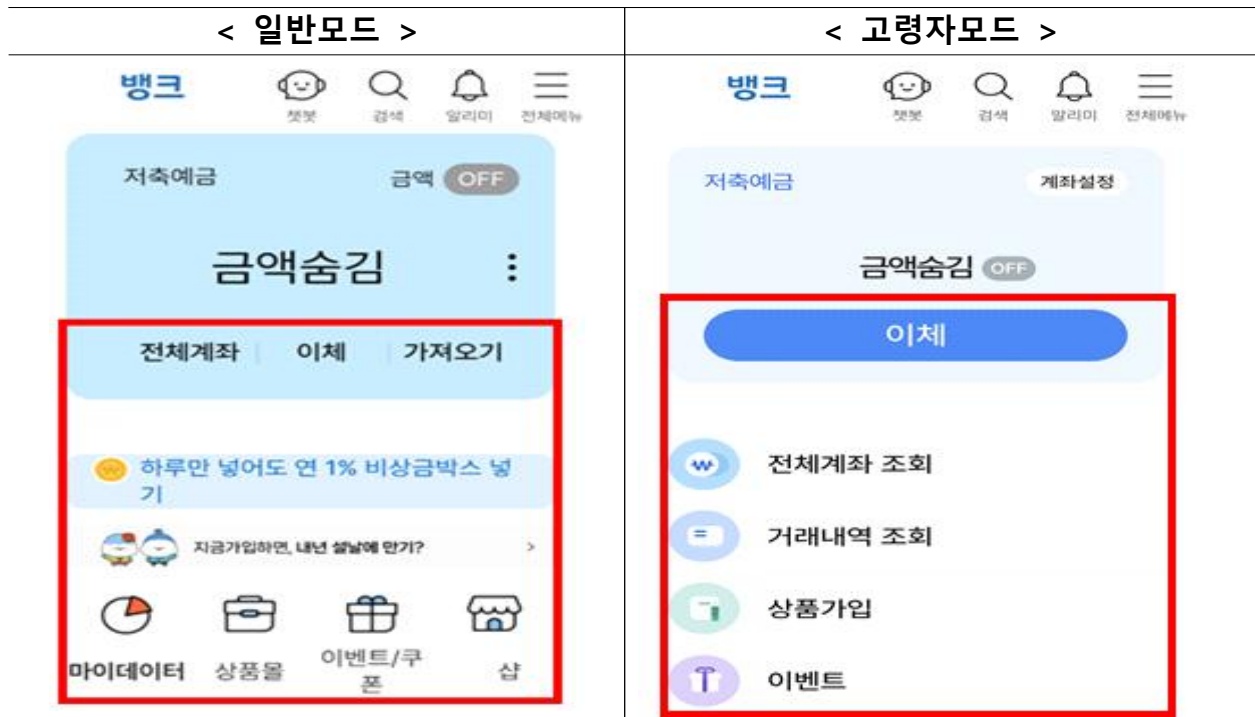 < 일반모드 >
< 고령자모드 >
뱅크
챗봇 검색 알리미 전체메뉴
저축예금 금액 OFF
금액숨김
전체계좌 이체 가져오기
하루만 넣어도 연 1% 비상금박스 넣
기
지금가입하면, 내년 설날에 만기?
마이데이터 상품몰 이벤트/쿠
폰 샵
뱅크
챗봇 검색 알리미 전체메뉴
저축예금 계좌설정
금액숨김 OFF
이체
전체계좌 조회
거래내역 조회
상품가입
이벤트